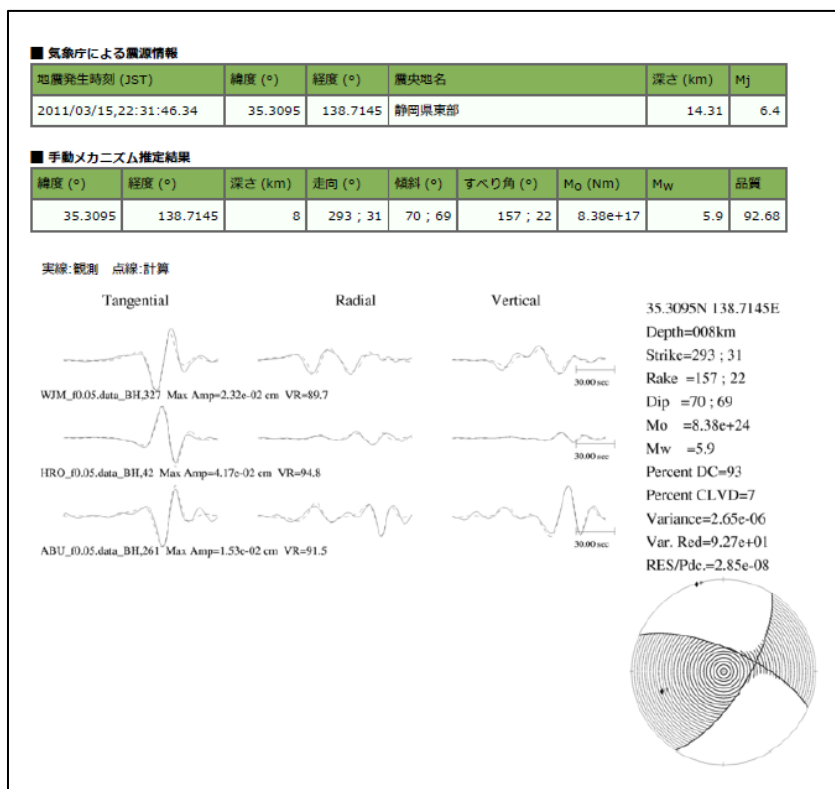 ■ 気象庁による震源情報
地震発生時刻 (JST) 緯度 (°) 経度 (°) 震央地名 深さ (km) Mj
2011/03/15,22:31:46.34 35.3095 138.7145 静岡県東部 14.31 6.4
■ 手動メカニズム推定結果
緯度 (°) 経度 (°) 深さ (km) 走向 (°) 傾斜 (°) すべり角 (°) Mo (Nm) Mw 品質
35.3095 138.7145 8 293 ; 31 70 ; 69 157 ; 22 8.38e+17 5.9 92.68
実線:観測 点線:計算
Tangential Radial Vertical
30.00 sec
WJM_f0.05.data_BH,327 Max Amp=2.32e-02 cm VR=89.7
30.00 sec
HRO_f0.05.data_BH,42 Max Amp=4.17e-02 cm VR=94.8
30.00 sec
ABU_f0.05.data_BH,261 Max Amp=1.53e-02 cm VR=91.5
35.3095N 138.7145E
Depth=008km
Strike=293 ; 31
Rake =157 ; 22
Dip =70 ; 69
Mo =8.38e+24
Mw =5.9
Percent DC=93
Percent CLVD=7
Variance=2.65e-06
Var. Red=9.27e+01
RES/Pdc.=2.85e-08